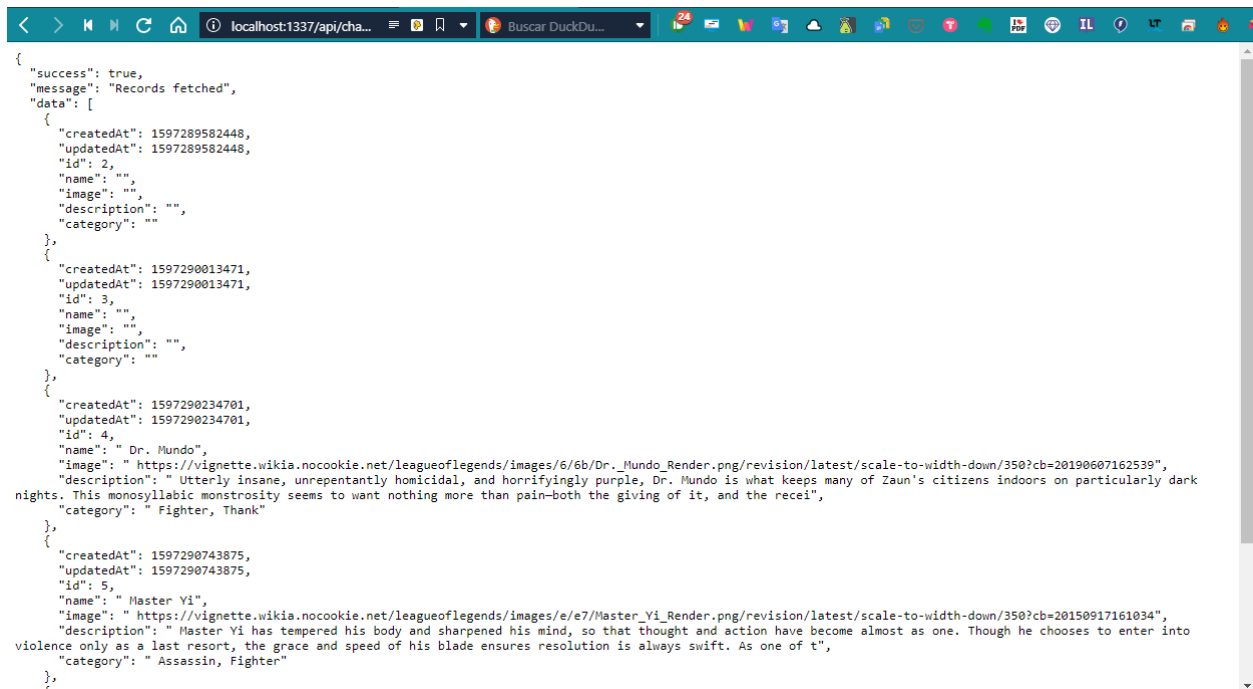 localhost:1337/api/cha...
Buscar DuckDu...
24
PDF
IL
LT
{
"success": true,
"message": "Records fetched",
"data": [
{
"createdAt": 1597289582448,
"updatedAt": 1597289582448,
"id": 2,
"name": "",
"image": "",
"description": "",
"category": ""
},
{
"createdAt": 1597290013471,
"updatedAt": 1597290013471,
"id": 3,
"name": "",
"image": "",
"description": "",
"category": ""
},
{
"createdAt": 1597290234701,
"updatedAt": 1597290234701,
"id": 4,
"name": " Dr. Mundo",
"image": " https://vignette.wikia.nocookie.net/leagueoflegends/images/6/6b/Dr._Mundo_Render.png/revision/latest/scale-to-width-down/350?cb=20190607162539",
"description": " Utterly insane, unrepentantly homicidal, and horrifyingly purple, Dr. Mundo is what keeps many of Zaun's citizens indoors on particularly dark
nights. This monosyllabic monstrosity seems to want nothing more than pain—both the giving of it, and the recei",
"category": " Fighter, Thank"
},
{
"createdAt": 1597290743875,
"updatedAt": 1597290743875,
"id": 5,
"name": " Master Yi",
"image": " https://vignette.wikia.nocookie.net/leagueoflegends/images/e/e7/Master_Yi_Render.png/revision/latest/scale-to-width-down/350?cb=20150917161034",
"description": " Master Yi has tempered his body and sharpened his mind, so that thought and action have become almost as one. Though he chooses to enter into
violence only as a last resort, the grace and speed of his blade ensures resolution is always swift. As one of t",
"category": " Assassin, Fighter"
},